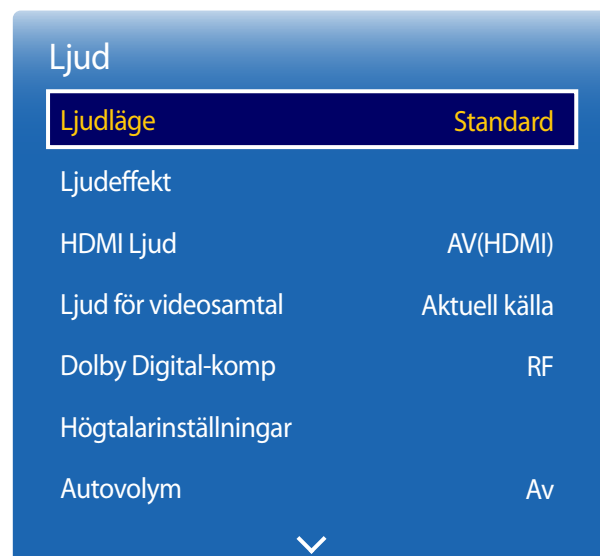 Ljud
Ljudläge Standard
Ljudeffekt
HDMI Ljud AV(HDMI)
Ljud för videosamtal Aktuell källa
Dolby Digital-komp RF
Högtalarinställningar
Autovolym Av